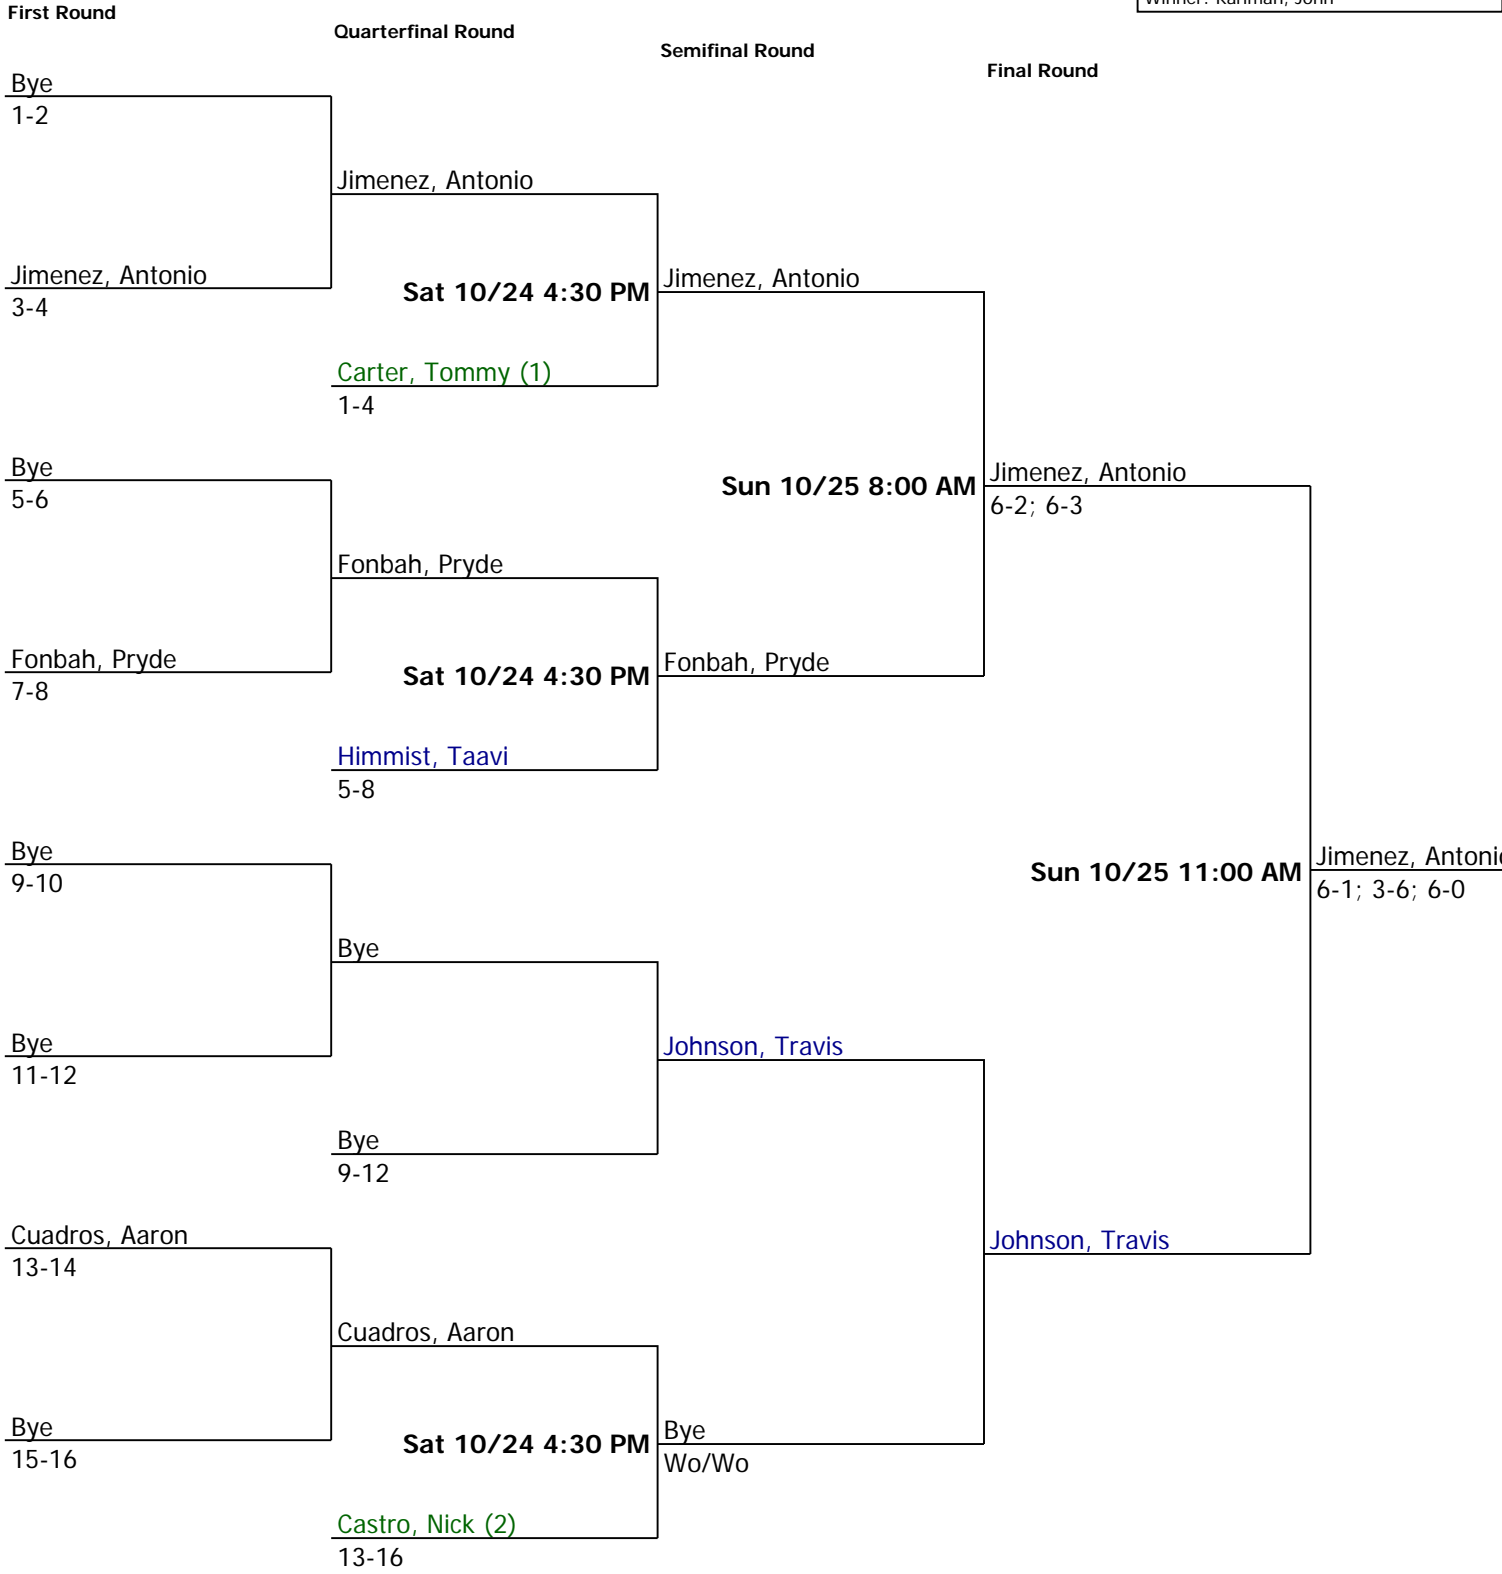 Winner: Rahman, John
First Round
Quarterfinal Round
Semifinal Round
Final Round
Bye
1-2
Jimenez, Antonio
Jimenez, Antonio
3-4
Sat 10/24 4:30 PM
Jimenez, Antonio
Carter, Tommy (1)
1-4
Bye
5-6
Sun 10/25 8:00 AM
Jimenez, Antonio
6-2; 6-3
Fonbah, Pryde
Fonbah, Pryde
7-8
Sat 10/24 4:30 PM
Fonbah, Pryde
Himmist, Taavi
5-8
Bye
9-10
Sun 10/25 11:00 AM
Jimenez, Antonio
6-1; 3-6; 6-0
Bye
Bye
11-12
Johnson, Travis
Bye
9-12
Cuadros, Aaron
13-14
Johnson, Travis
Cuadros, Aaron
Bye
15-16
Sat 10/24 4:30 PM
Bye
Wo/Wo
Castro, Nick (2)
13-16